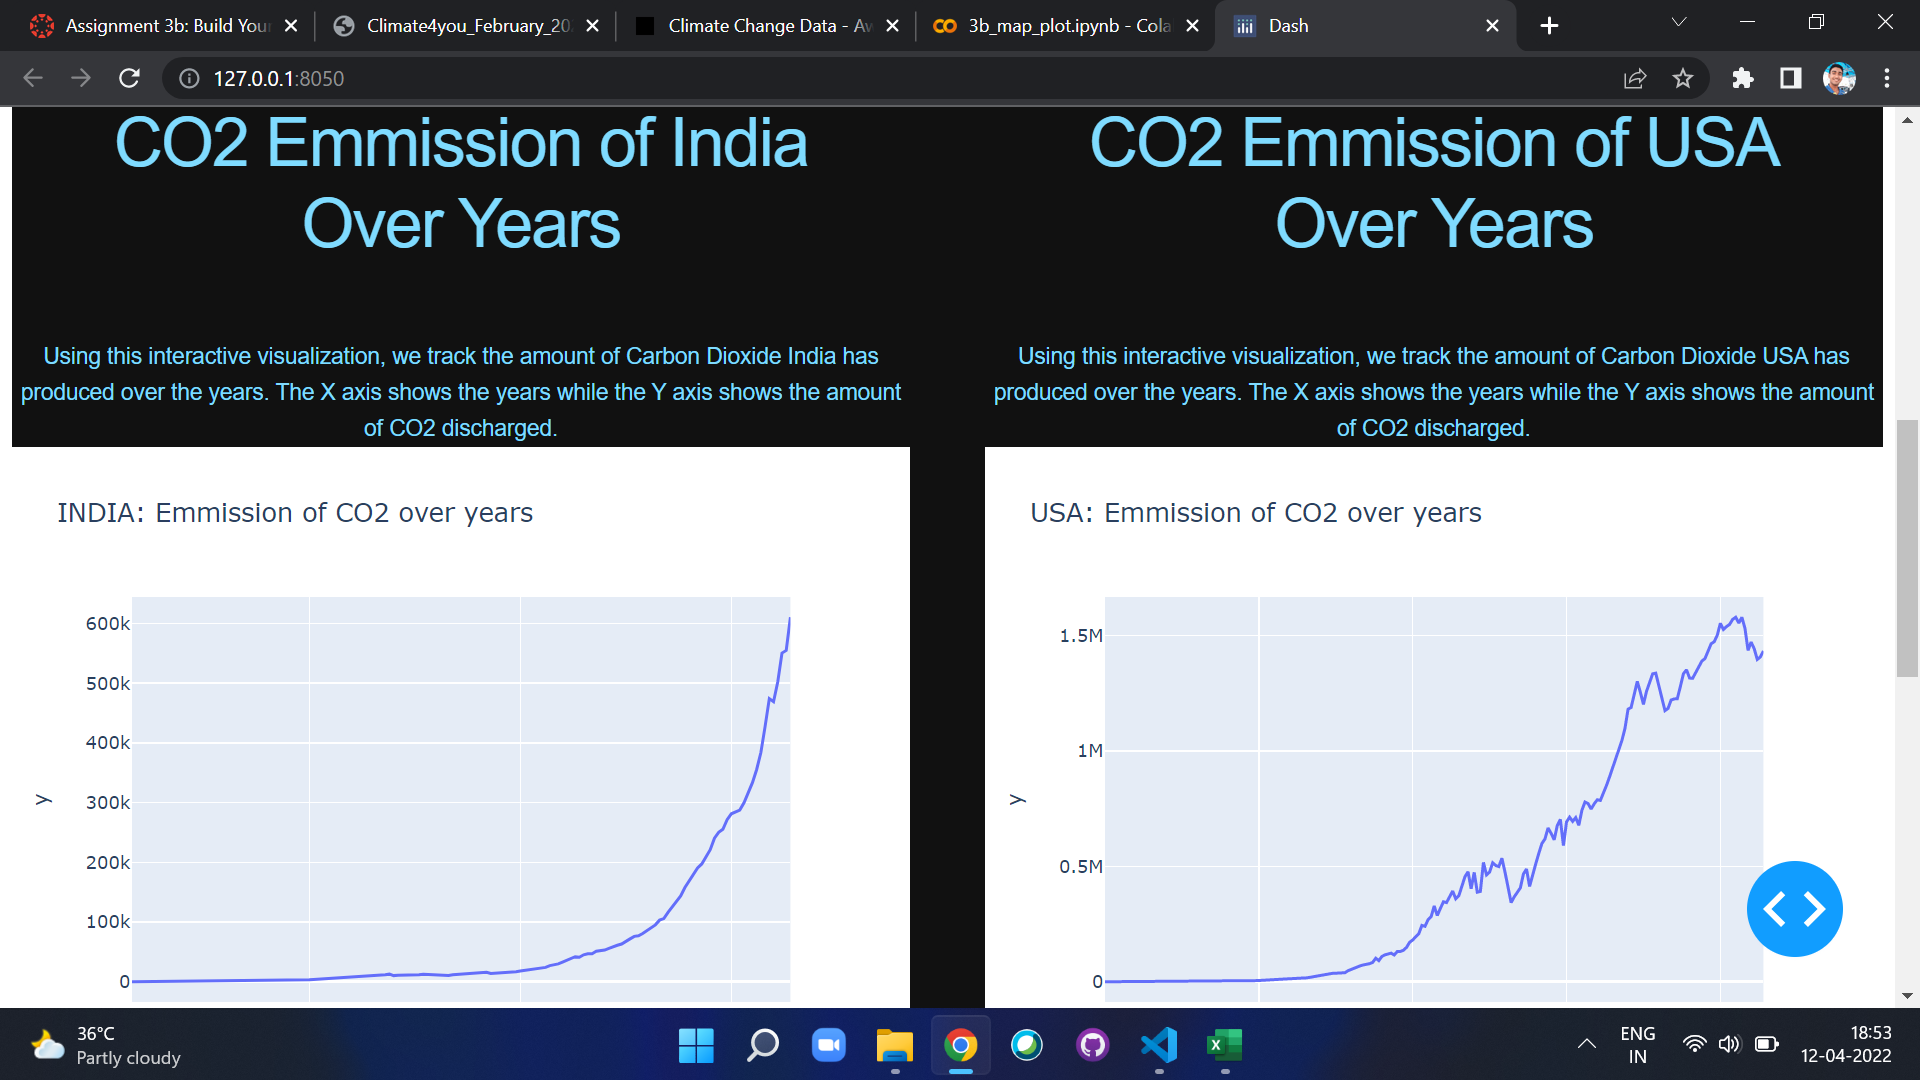 Assignment 3b: Build Your
Climate4you_February_20
Climate Change Data - Aw
3b_map_plot.ipynb - Cola
Dash
127.0.0.1:8050
CO2 Emmission of India
Over Years
Using this interactive visualization, we track the amount of Carbon Dioxide India has
produced over the years. The X axis shows the years while the Y axis shows the amount
of CO2 discharged.
INDIA: Emmission of CO2 over years
600k
500k
400k
300k
200k
100k
0
y
CO2 Emmission of USA
Over Years
Using this interactive visualization, we track the amount of Carbon Dioxide USA has
produced over the years. The X axis shows the years while the Y axis shows the amount
of CO2 discharged.
USA: Emmission of CO2 over years
1.5M
1M
0.5M
0
y
36°C
Partly cloudy
ENG
IN
18:53
12-04-2022